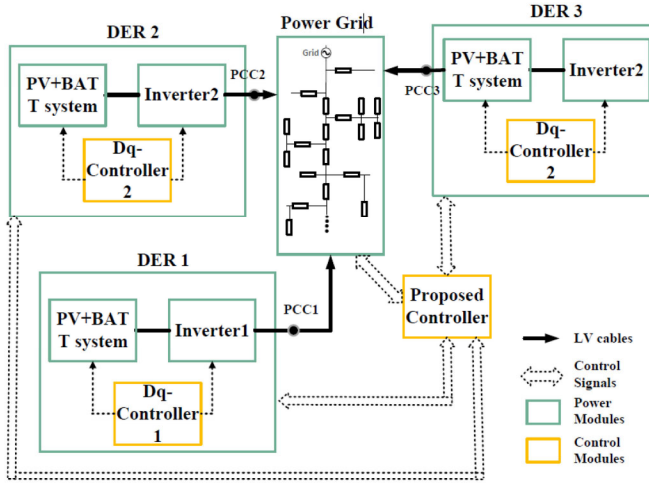 Power Grid
DER 2
DER 3
Grid
PV+BAT
T system
Inverter2
PCC2
Dq-
Controller
2
PCC3
PV+BAT
T system
Inverter2
Dq-
Controller
2
DER 1
PV+BAT
T system
Inverter1
PCC1
Dq-
Controller
1
Proposed
Controller
LV cables
Control
Signals
Power
Modules
Control
Modules